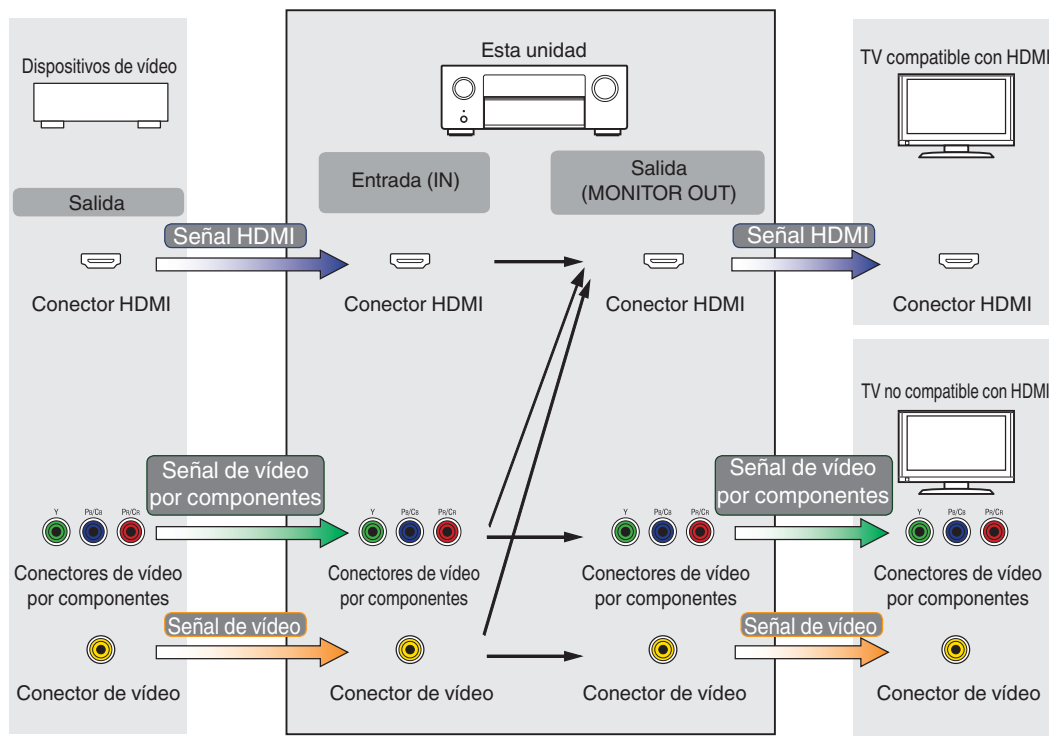 Dispositivos de vídeo
Esta unidad
TV compatible con HDMI
Salida
Entrada (IN)
Salida
(MONITOR OUT)
Señal HDMI
Señal HDMI
Conector HDMI
Conector HDMI
Conector HDMI
Conector HDMI
TV no compatible con HDMI
Señal de vídeo
por componentes
Señal de vídeo
por componentes
Y PB/CB PR/CR
Y PB/CB PR/CR
Y PB/CB PR/CR
Y PB/CB PR/CR
Conectores de vídeo
por componentes
Conectores de vídeo
por componentes
Conectores de vídeo
por componentes
Conectores de vídeo
por componentes
Señal de vídeo
Señal de vídeo
Conector de vídeo
Conector de vídeo
Conector de vídeo
Conector de vídeo